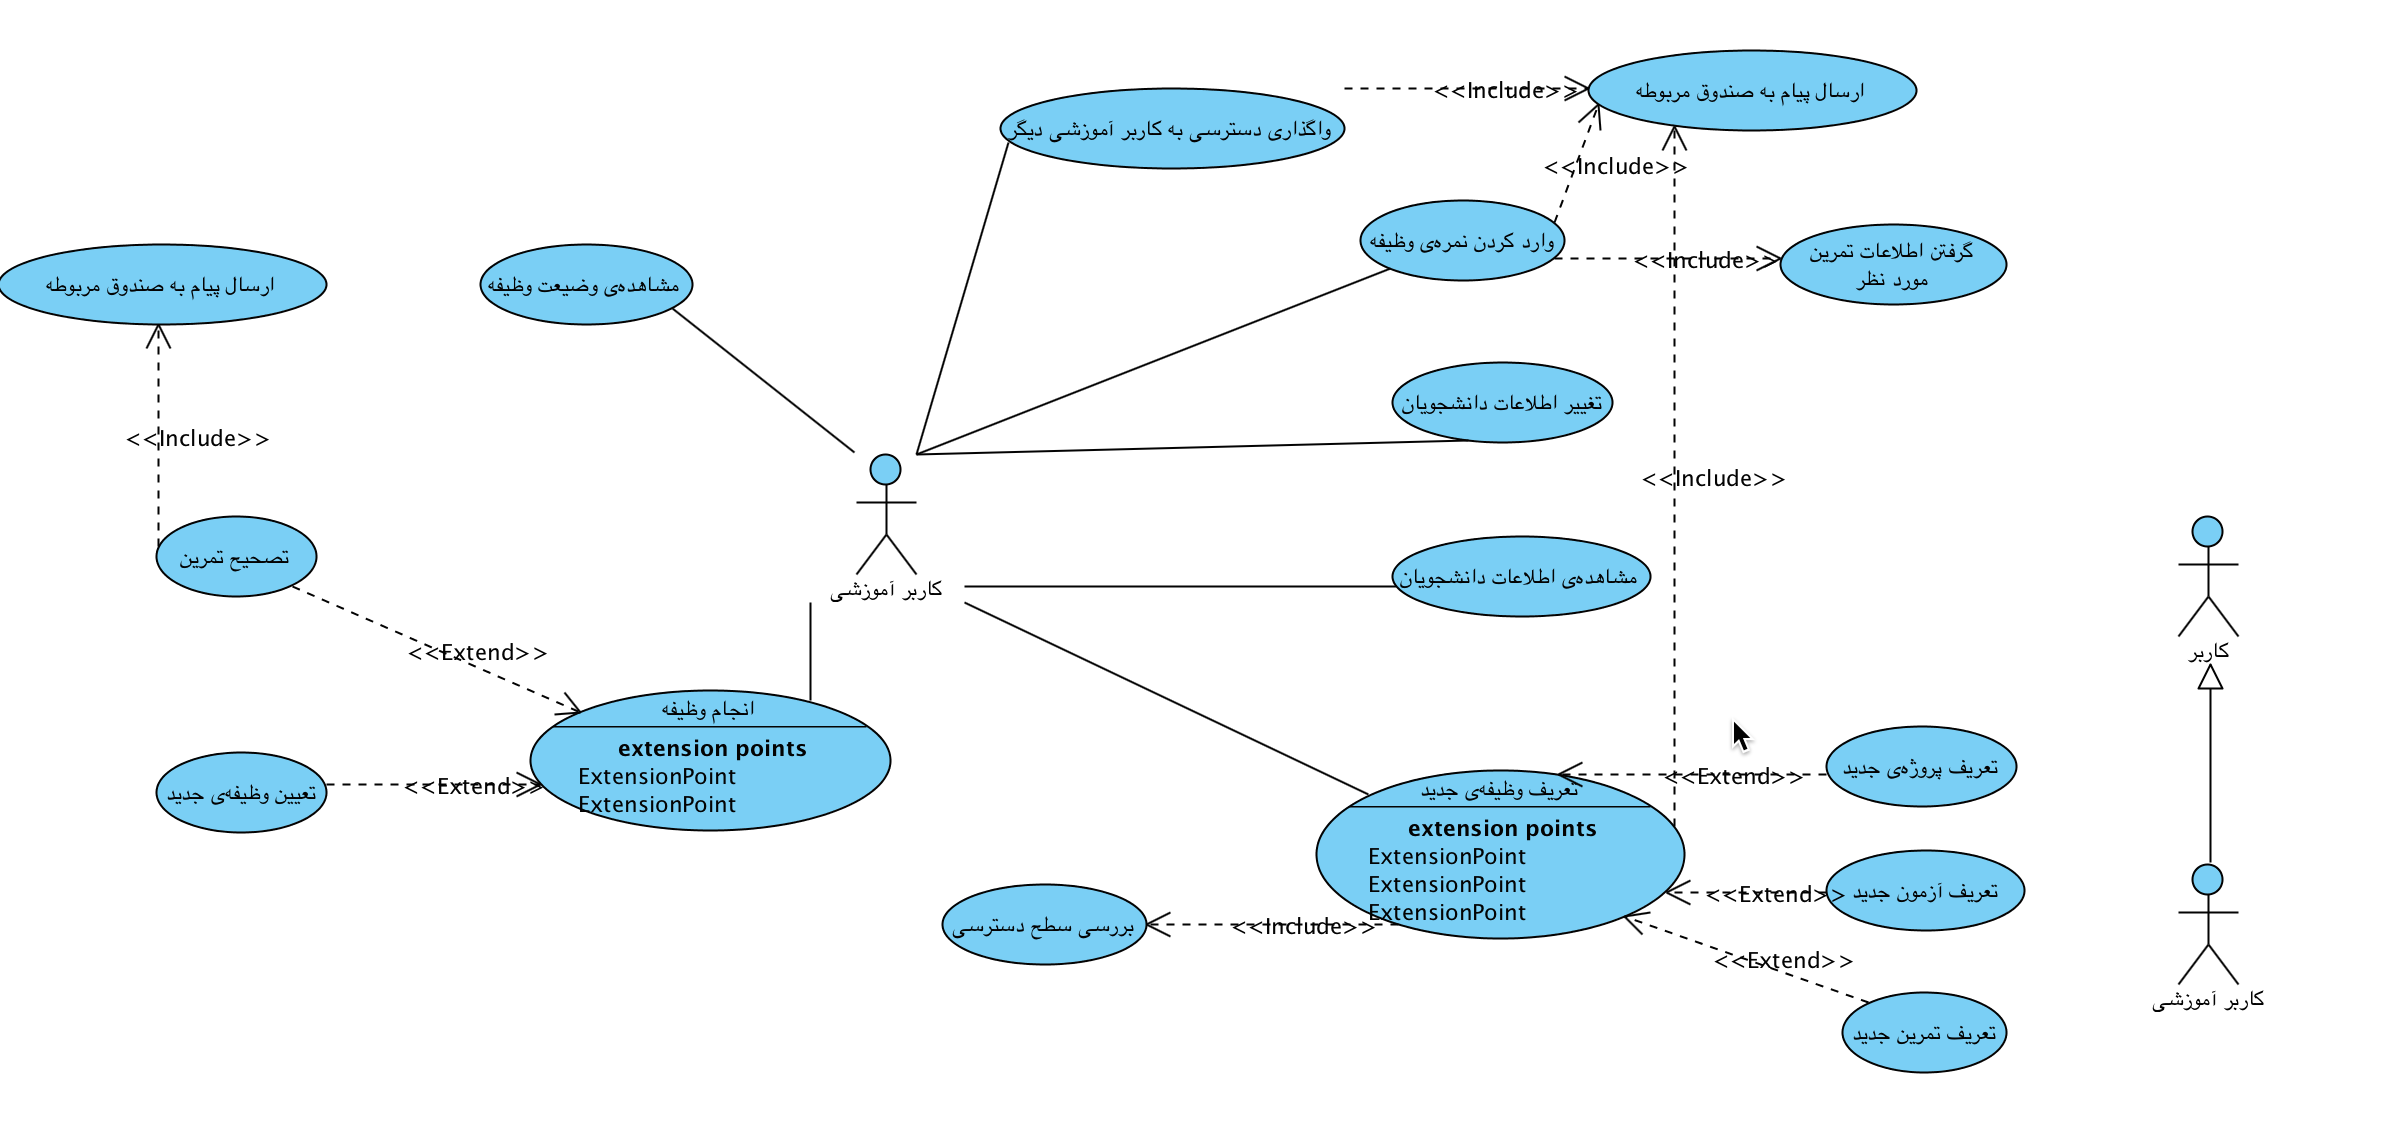 ارسال پیام به صندوق مربوطه
<<Include>>
واگذاری دسترسی به کاربر آموزشی دیگر
<<Include>>
وارد کردن نمره‌ی وظیفه
<<Include>>
گرفتن اطلاعات تمرین
مورد نظر
مشاهده‌ی وضیعت وظیفه
ارسال پیام به صندوق مربوطه
تغییر اطلاعات دانشجویان
<<Include>>
<<Include>>
تصحیح تمرین
مشاهده‌ی اطلاعات دانشجویان
کاربر آموزشی
کاربر
<<Extend>>
انجام وظیفه
extension points
ExtensionPoint
ExtensionPoint
<<Extend>>
تعیین وظیفه‌ی جدید
تعریف پروژه‌ی جدید
<<Extend>>
تعریف وظیفه‌ی جدید
extension points
ExtensionPoint
ExtensionPoint
ExtensionPoint
<<Extend>>
تعریف آزمون جدید
<<Include>>
بررسی سطح دسترسی
<<Extend>>
تعریف تمرین جدید
کاربر آموزشی